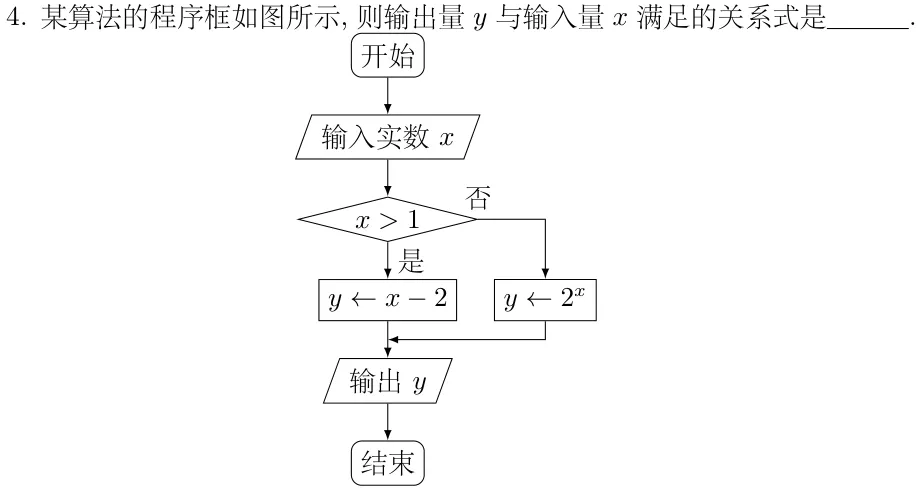 4. 某算法的程序框如图所示, 则输出量 y 与输入量 x 满足的关系式是______.
开始
输入实数 x
否
x > 1
是
y ← x − 2
y ← 2^x
输出 y
结束